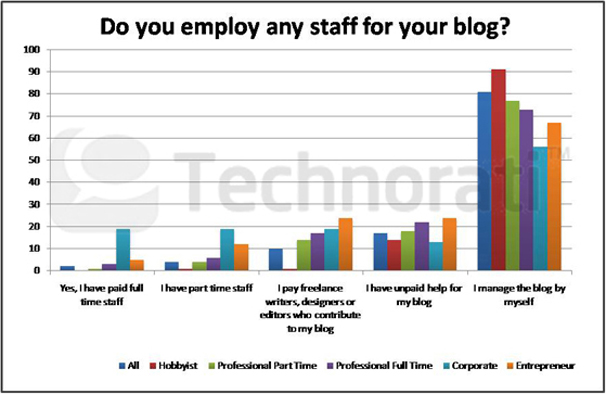 Do you employ any staff for your blog?
100
90
80
70
60
50
40
30
20
10
0
Technorati™
Yes, I have paid full
time staff
I have part time staff
I pay freelance
writers, designers or
editors who contribute
to my blog
I have unpaid help for
my blog
I manage the blog by
myself
All
Hobbyist
Professional Part Time
Professional Full Time
Corporate
Entrepreneur